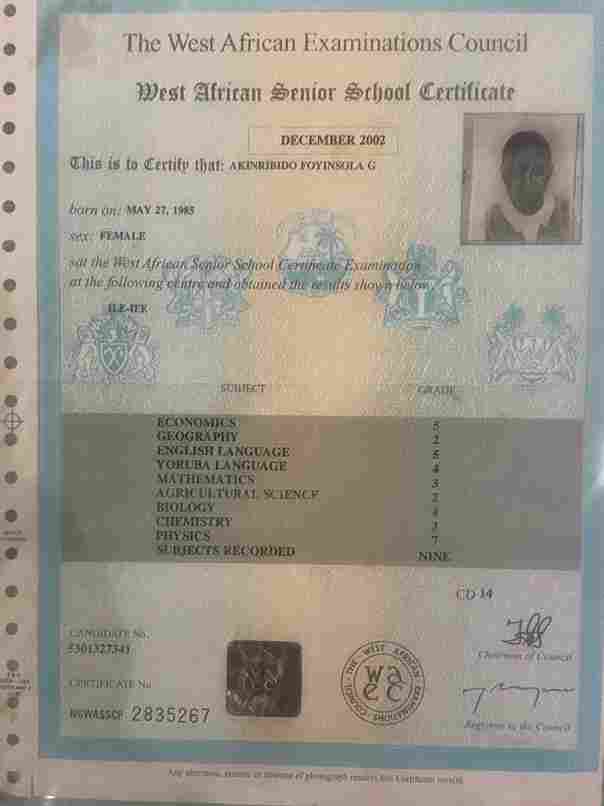 The West African Examinations Council
West African Senior School Certificate
DECEMBER 2002
This is to Certify that: AKINRIBIDO FOYINSOLA G
born on: MAY 27, 1985
sex: FEMALE
sat the West African Senior School Certificate Examination
at the following centre and obtained the results shown below
SUBJECT GRADE
ECONOMICS 5
GEOGRAPHY 2
ENGLISH LANGUAGE 5
YORUBA LANGUAGE 4
MATHEMATICS 3
AGRICULTURAL SCIENCE 2
BIOLOGY 4
CHEMISTRY 3
PHYSICS 7
SUBJECTS RECORDED NINE
CD 14
Chairman of Council
CANDIDATE No.
5301327341
CERTIFICATE No
NGWASSCP 2835267
THE WEST AFRICAN EXAMINATIONS COUNCIL
waec
Registrar to the Council
Any alteration, erasure or absence of photograph renders this Certificate invalid